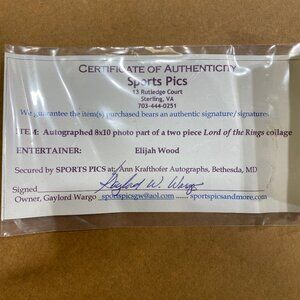 CERTIFICATE OF AUTHENTICITY
Sports Pics
13 Rutledge Court
Sterling, VA
703-444-0251
We guarantee the item(s) purchased bears an authentic signature/signatures
ITEM: Autographed 8x10 photo part of a two piece Lord of the Rings collage
ENTERTAINER: Elijah Wood
Secured by SPORTS PICS at: Ann Krafthofer Autographs, Bethesda, MD
Signed Gaylord W. Wargo
Owner, Gaylord Wargo sportspicsgw@aol.com ...... sportspicsandmore.com